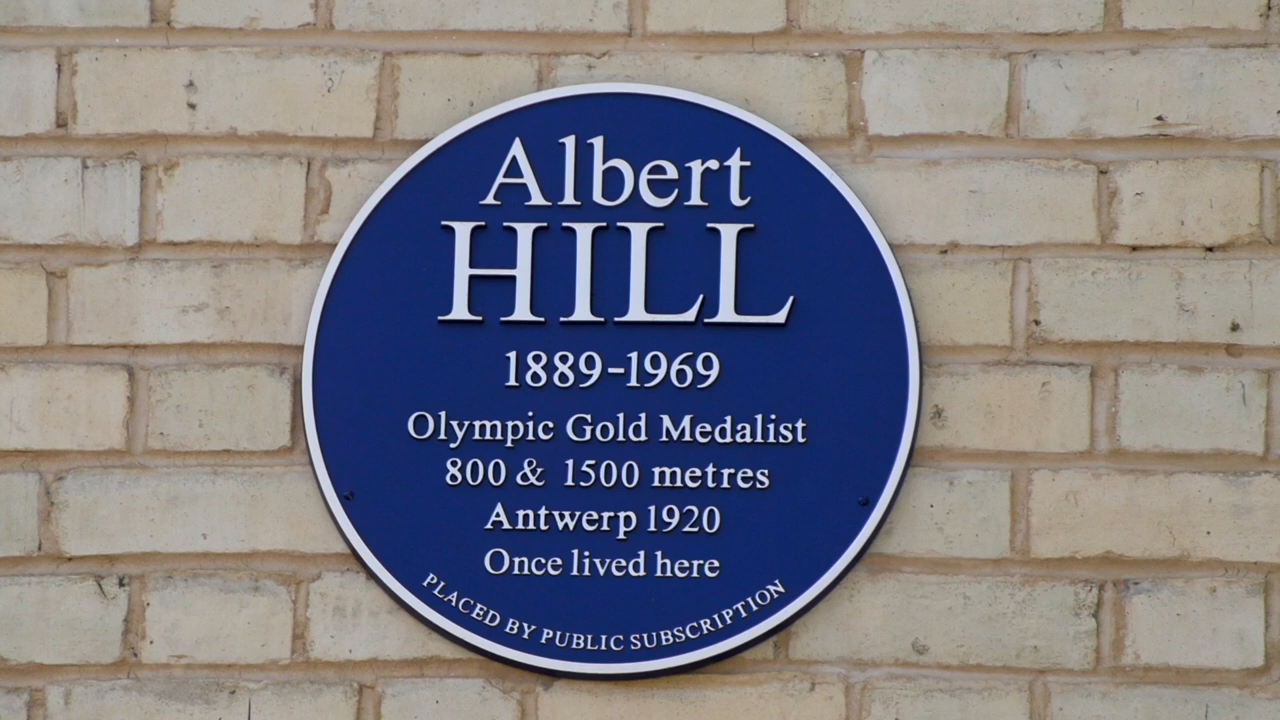 Albert
HILL
1889-1969
Olympic Gold Medalist
800 & 1500 metres
Antwerp 1920
Once lived here
PLACED BY PUBLIC SUBSCRIPTION